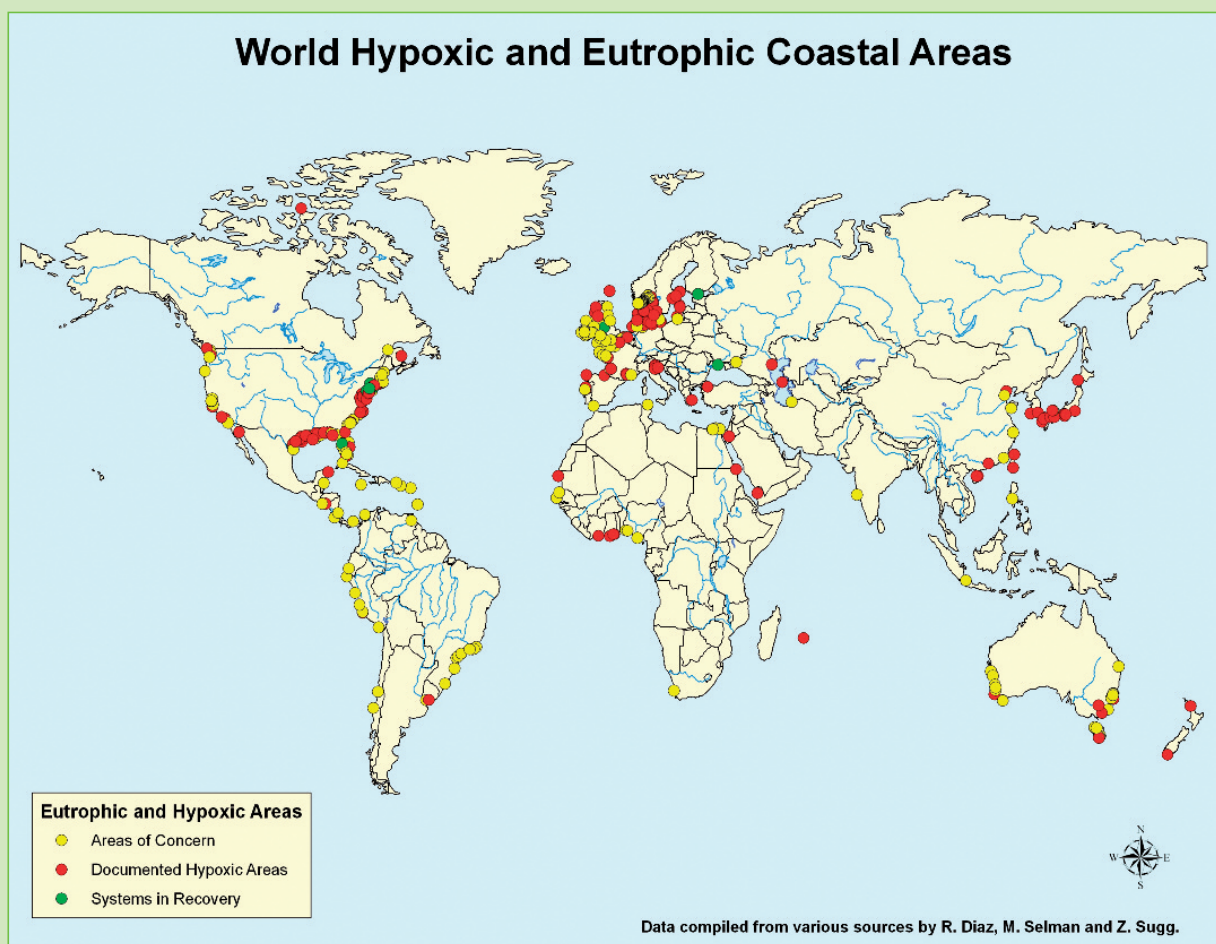 World Hypoxic and Eutrophic Coastal Areas
Eutrophic and Hypoxic Areas
Areas of Concern
Documented Hypoxic Areas
Systems in Recovery
N
W E
S
Data compiled from various sources by R. Diaz, M. Selman and Z. Sugg.